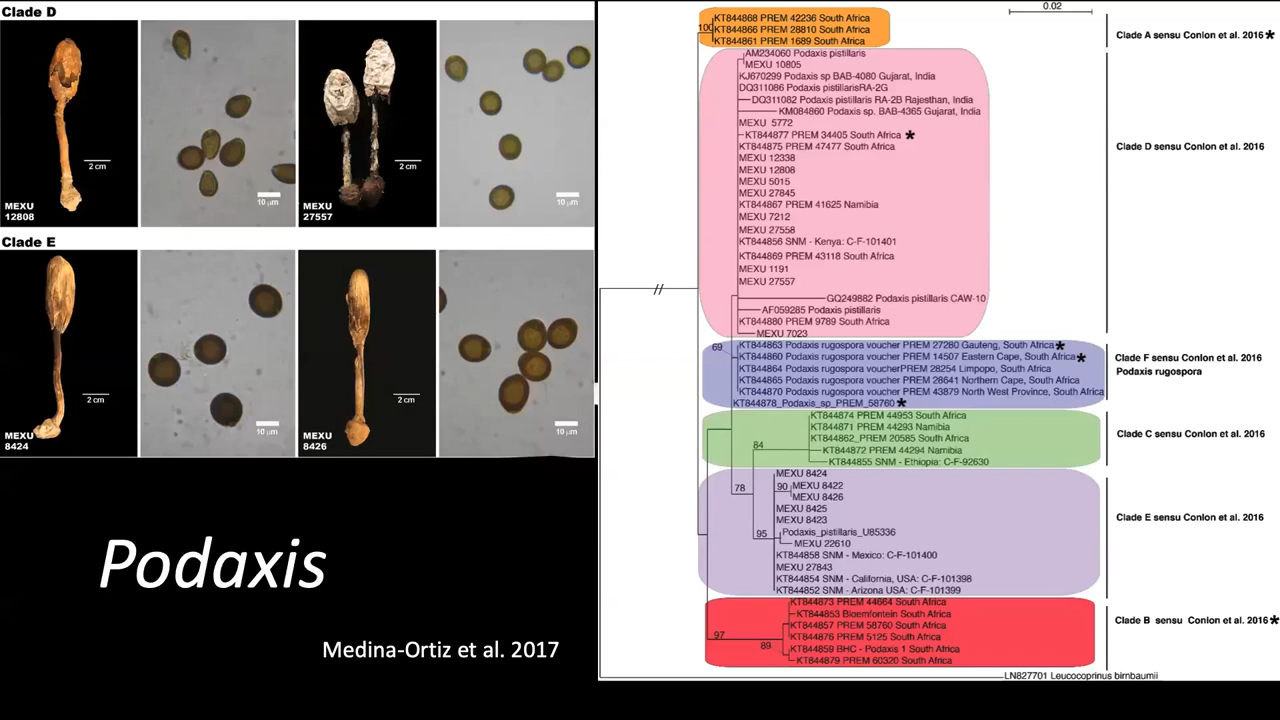 Clade D
2 cm
MEXU
12808
10 µm
2 cm
MEXU
27557
10 µm
Clade E
2 cm
MEXU
8424
10 µm
2 cm
MEXU
8426
10 µm
Podaxis
Medina-Ortiz et al. 2017
0.02
100
KT844868 PREM 42236 South Africa
KT844866 PREM 28810 South Africa
KT844861 PREM 1689 South Africa
Clade A sensu Conlon et al. 2016*
AM234060 Podaxis pistillaris
MEXU 10805
KJ670299 Podaxis sp BAB-4080 Gujarat, India
DQ311086 Podaxis pistillarisRA-2G
DQ311082 Podaxis pistillaris RA-2B Rajesthan, India
KM084860 Podaxis sp. BAB-4365 Gujarat, India
MEXU 5772
KT844877 PREM 34405 South Africa *
KT844875 PREM 47477 South Africa
MEXU 12338
MEXU 12808
MEXU 5015
MEXU 27845
KT844867 PREM 41625 Namibia
MEXU 7212
MEXU 27558
KT844856 SNM - Kenya: C-F-101401
KT844869 PREM 43118 South Africa
MEXU 1191
MEXU 27557
GQ249882 Podaxis pistillaris CAW-10
AF059285 Podaxis pistillaris
KT844880 PREM 9789 South Africa
MEXU 7023
Clade D sensu Conlon et al. 2016
69
KT844863 Podaxis rugospora voucher PREM 27280 Gauteng, South Africa*
KT844860 Podaxis rugospora voucher PREM 14507 Eastern Cape, South Africa*
KT844864 Podaxis rugospora voucherPREM 28254 Limpopo, South Africa
KT844865 Podaxis rugospora voucher PREM 28641 Northern Cape, South Africa
KT844870 Podaxis rugospora voucher PREM 43879 North West Province, South Africa
KT844878_Podaxis_sp_PREM_58760 *
Clade F sensu Conlon et al. 2016
Podaxis rugospora
84
KT844874 PREM 44953 South Africa
KT844871 PREM 44293 Namibia
KT844862_PREM 20585 South Africa
KT844872 PREM 44294 Namibia
KT844855 SNM - Ethiopia: C-F-92630
Clade C sensu Conlon et al. 2016
78
MEXU 8424
90
MEXU 8422
MEXU 8426
MEXU 8425
MEXU 8423
95
Podaxis_pistillaris_U85336
MEXU 22610
KT844858 SNM - Mexico: C-F-101400
MEXU 27843
KT844854 SNM - California, USA: C-F-101398
KT844852 SNM - Arizona USA: C-F-101399
Clade E sensu Conlon et al. 2016
97
89
KT844873 PREM 44664 South Africa
KT844853 Bloemfontein South Africa
KT844857 PREM 58760 South Africa
KT844876 PREM 5125 South Africa
KT844859 BHC - Podaxis 1 South Africa
KT844879 PREM 60320 South Africa
Clade B sensu Conlon et al. 2016*
LN827701 Leucocoprinus birnbaumii